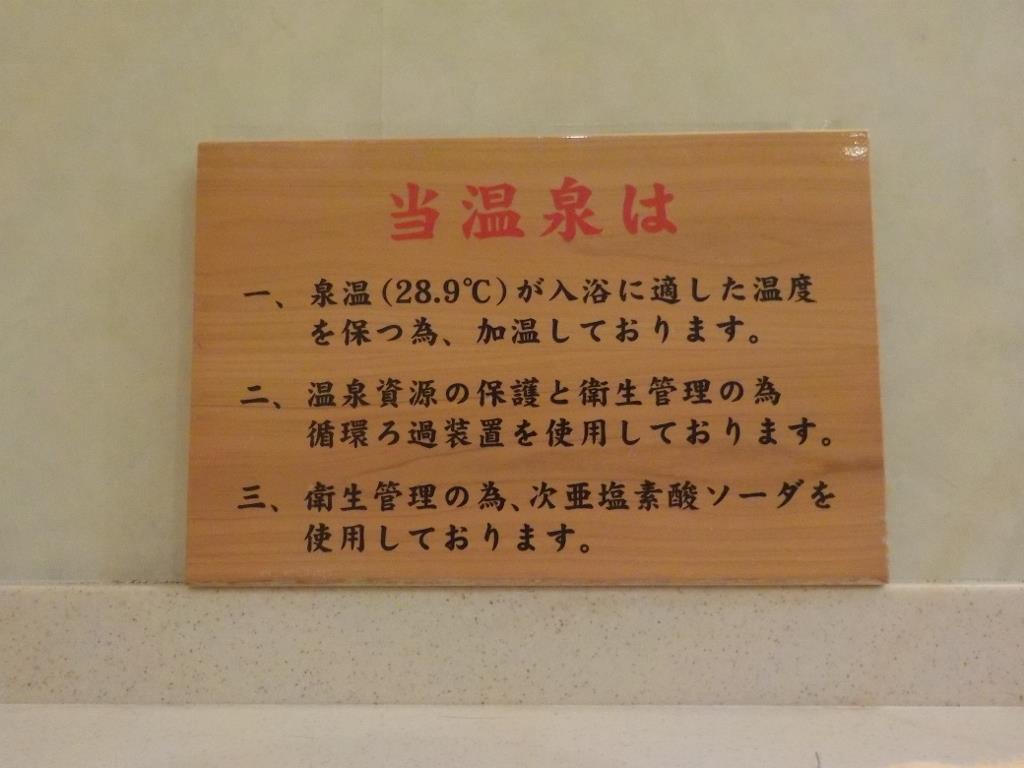 当温泉は
一、泉温(28.9℃)が入浴に適した温度
を保つ為、加温しております。
二、温泉資源の保護と衛生管理の為
循環ろ過装置を使用しております。
三、衛生管理の為、次亜塩素酸ソーダを
使用しております。